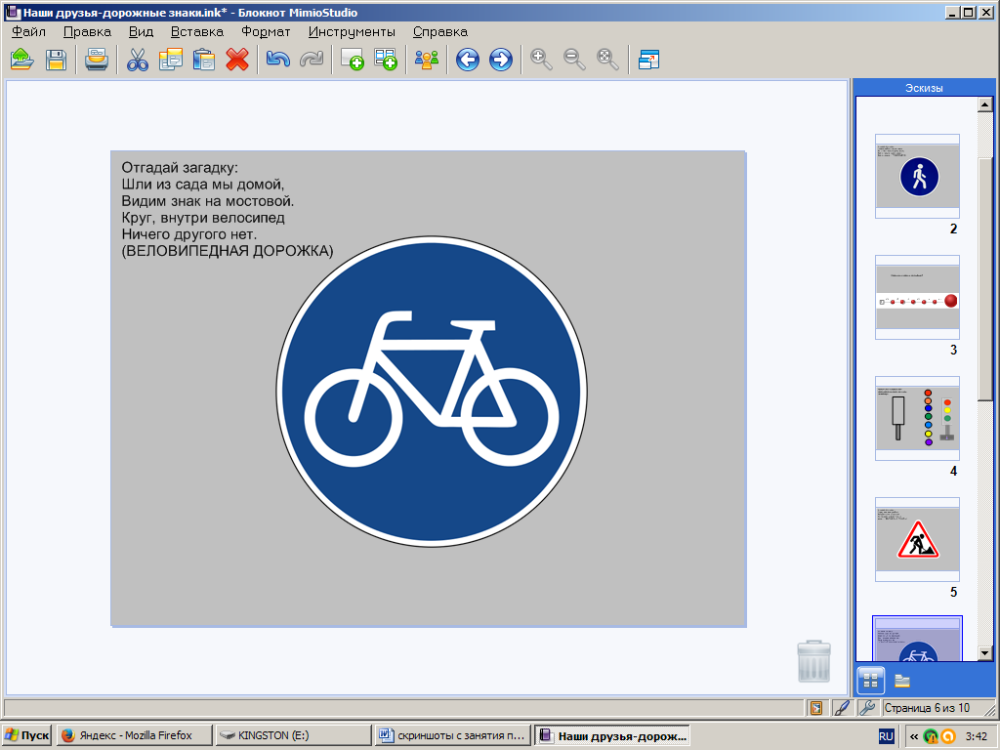 Наши друзья-дорожные знаки.ink* - Блокнот MimioStudio
Файл Правка Вид Вставка Формат Инструменты Справка
Эскизы
Отгадай загадку:
Шли из сада мы домой,
Видим знак на мостовой.
Круг, внутри велосипед
Ничего другого нет.
(ВЕЛОВИПЕДНАЯ ДОРОЖКА)
2
3
4
5
Страница 6 из 10
Пуск
Яндекс - Mozilla Firefox
KINGSTON (E:)
скриншоты с занятия п...
Наши друзья-дорож...
RU
«
3:42